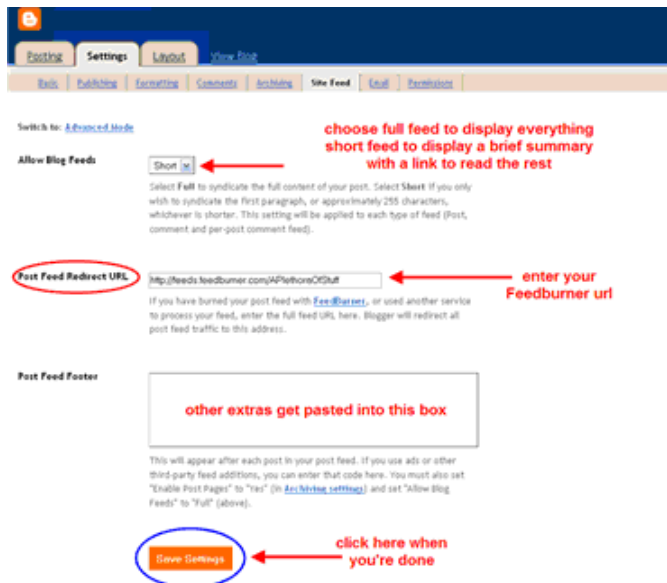 Posting Settings Layout View Blog
Basic Publishing Formatting Comments Archiving Site Feed Email Permissions
Switch to: Advanced Mode
choose full feed to display everything
short feed to display a brief summary
with a link to read the rest
Allow Blog Feeds
Short
Select Full to syndicate the full content of your post. Select Short if you only
wish to syndicate the first paragraph, or approximately 255 characters,
whichever is shorter. This setting will be applied to each type of feed (Post,
comment and per-post comment feed).
Post Feed Redirect URL
http://feeds.feedburner.com/APlethoraOfStuff
enter your
Feedburner url
If you have burned your post feed with FeedBurner, or used another service
to process your feed, enter the full feed URL here. Blogger will redirect all
post feed traffic to this address.
Post Feed Footer
other extras get pasted into this box
This will appear after each post in your post feed. If you use ads or other
third-party feed additions, you can enter that code here. You must also set
"Enable Post Pages" to "Yes" (in Archiving settings) and set "Allow Blog
Feeds" to "Full" (above).
Save Settings
click here when
you're done